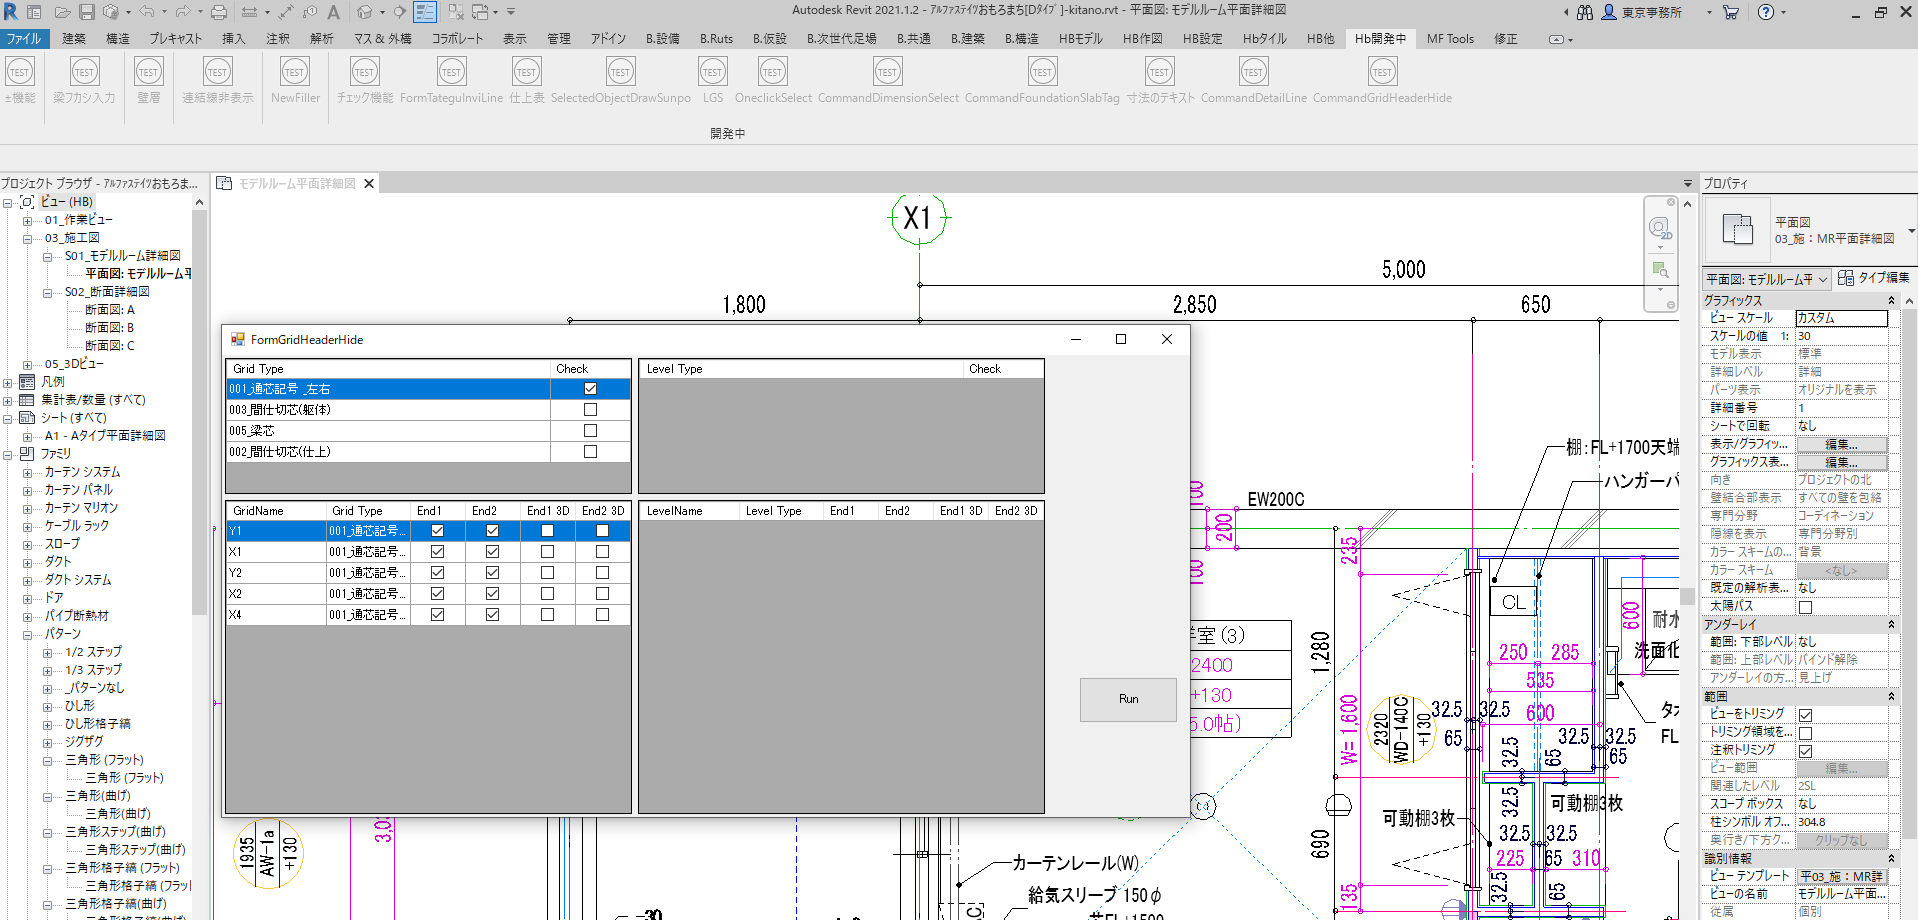 Autodesk Revit 2021.1.2 - ｱﾙﾌｧｽﾃｲﾂおもろまち[Dﾀｲﾌﾟ]-kitano.rvt - 平面図: モデルルーム平面詳細図
東京事務所
ファイル 建築 構造 プレキャスト 挿入 注釈 解析 マス & 外構 コラボレート 表示 管理 アドイン B.設備 B.Ruts B.仮設 B.次世代足場 B.共通 B.建築 B.構造 HBモデル HB作図 HB設定 Hbタイル HB他 Hb開発中 MF Tools 修正
TEST TEST TEST TEST TEST TEST TEST TEST TEST TEST TEST TEST TEST TEST TEST TEST
±機能 梁フカシ入力 壁層 連結線非表示 NewFiller チェック機能 FormTateguInviLine 仕上表 SelectedObjectDrawSunpo LGS OneclickSelect CommandDimensionSelect CommandFoundationSlabTag 寸法のテキスト CommandDetailLine CommandGridHeaderHide
開発中
プロジェクト ブラウザ - ｱﾙﾌｧｽﾃｲﾂおもろま...
ビュー (HB)
01_作業ビュー
03_施工図
S01_モデルルーム詳細図
平面図: モデルルーム平
S02_断面詳細図
断面図: A
断面図: B
断面図: C
05_3Dビュー
凡例
集計表/数量 (すべて)
シート (すべて)
A1 - Aタイプ平面詳細図
ファミリ
カーテン システム
カーテン パネル
カーテン マリオン
ケーブル ラック
スロープ
ダクト
ダクト システム
ドア
パイプ断熱材
パターン
1/2 ステップ
1/3 ステップ
_パターンなし
ひし形
ひし形格子縞
ジグザグ
三角形 (フラット)
三角形 (フラット)
三角形(曲げ)
三角形(曲げ)
三角形ステップ(曲げ)
三角形ステップ(曲げ)
三角形格子縞 (フラット)
三角形格子縞 (フラッ
三角形格子縞(曲げ)
モデルルーム平面詳細図
X1
5,000
1,800 2,850 650
FormGridHeaderHide
Grid Type Check
001_通芯記号 _左右
003_間仕切芯(躯体)
005_梁芯
002_間仕切芯(仕上)
Level Type Check
GridName Grid Type End1 End2 End1 3D End2 3D
Y1 001_通芯記号...
X1 001_通芯記号...
Y2 001_通芯記号...
X2 001_通芯記号...
X4 001_通芯記号...
LevelName Level Type End1 End2 End1 3D End2 3D
Run
棚:FL+1700天端
ハンガーパ
EW200C
200
235
CL
600
耐水
洗面化
室(3)
2400
+130
5.0帖)
1,280
250 285
535
600
W=1,600
2320
WD-140C
+130
32.5 32.5
65
32.5 65
32.5 32.5
65
タオ
FL
可動棚3枚
可動棚3枚
32.5
32.5 32.5
225 65 310
32.5 65
690
135
1935
AW-1a
+130
カーテンレール(W)
給気スリーブ 150φ
2D
プロパティ
平面図
03_施：MR平面詳細図
平面図: モデルルーム平 タイプ編集
グラフィックス
ビュー スケール カスタム
スケールの値 1: 30
モデル表示 標準
詳細レベル 詳細
パーツ表示 オリジナルを表示
詳細番号 1
シートで回転 なし
表示/グラフィッ... 編集...
グラフィックス表... 編集...
向き プロジェクトの北
壁結合部表示 すべての壁を包絡
専門分野 コーディネーション
隠線を表示 専門分野別
カラー スキームの... 背景
カラー スキーム <なし>
既定の解析表... なし
太陽パス
アンダーレイ
範囲: 下部レベル なし
範囲: 上部レベル バインド解除
アンダーレイの方... 見上げ
範囲
ビューをトリミング
トリミング領域を...
注釈トリミング
ビュー範囲 編集...
関連したレベル 2SL
スコープ ボックス なし
柱シンボル オフ... 304.8
奥行き/下方ク... クリップなし
識別情報
ビュー テンプレート 平03_施：MR詳
ビューの名前 モデルルーム平面...
従属 個別